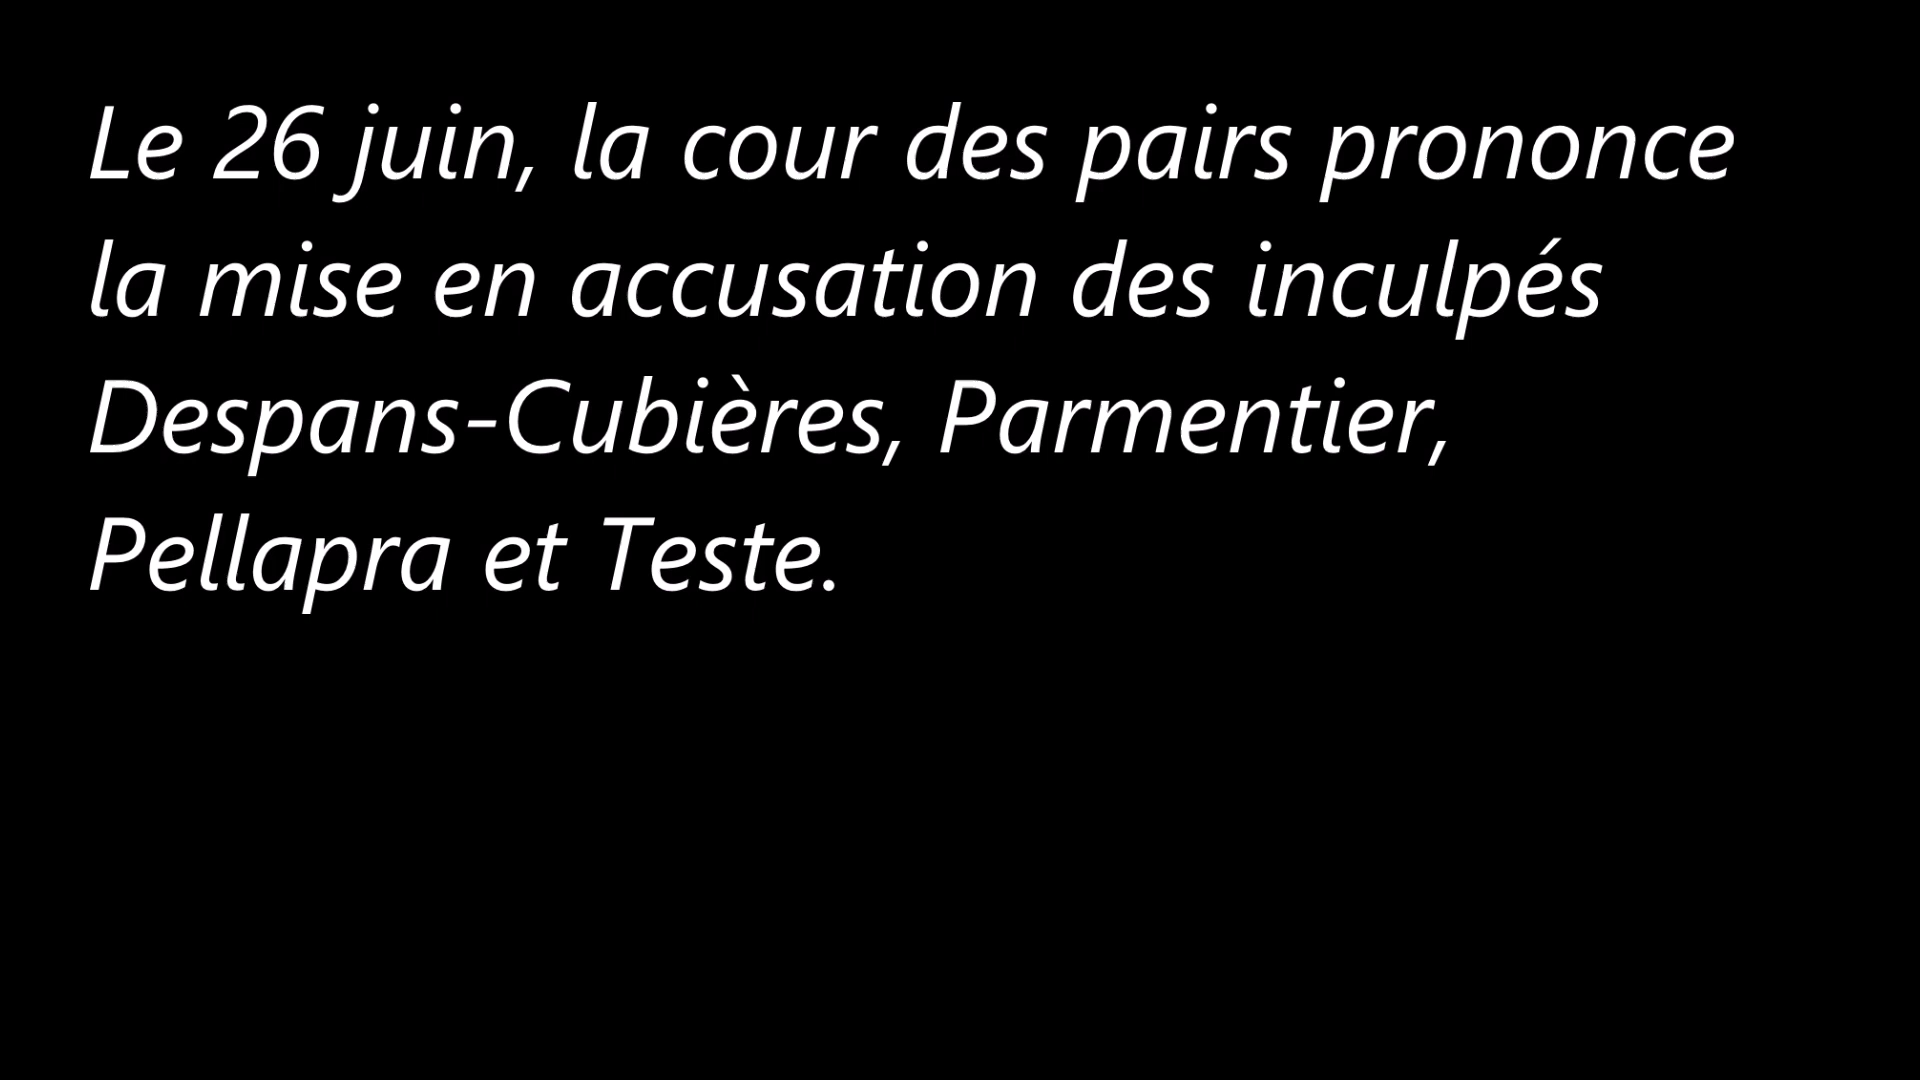 Le 26 juin, la cour des pairs prononce
la mise en accusation des inculpés
Despans-Cubières, Parmentier,
Pellapra et Teste.